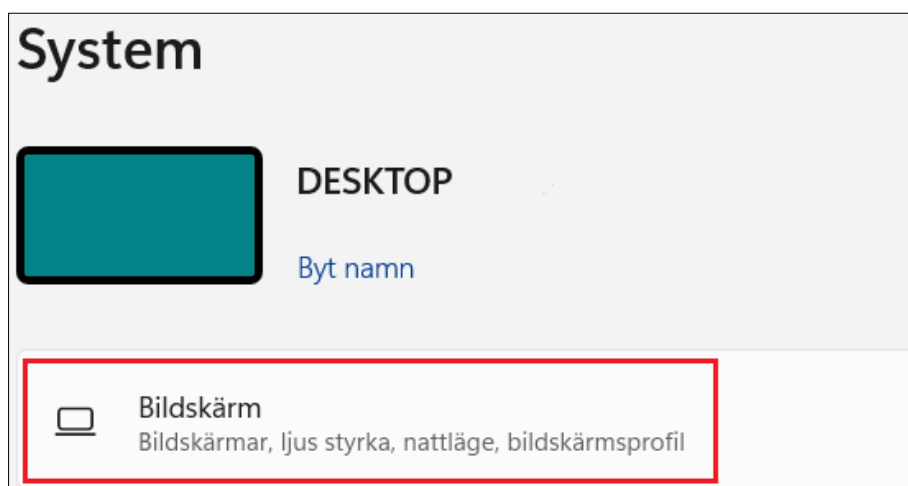 System
DESKTOP
Byt namn
Bildskärm
Bildskärmar, ljus styrka, nattläge, bildskärmsprofil